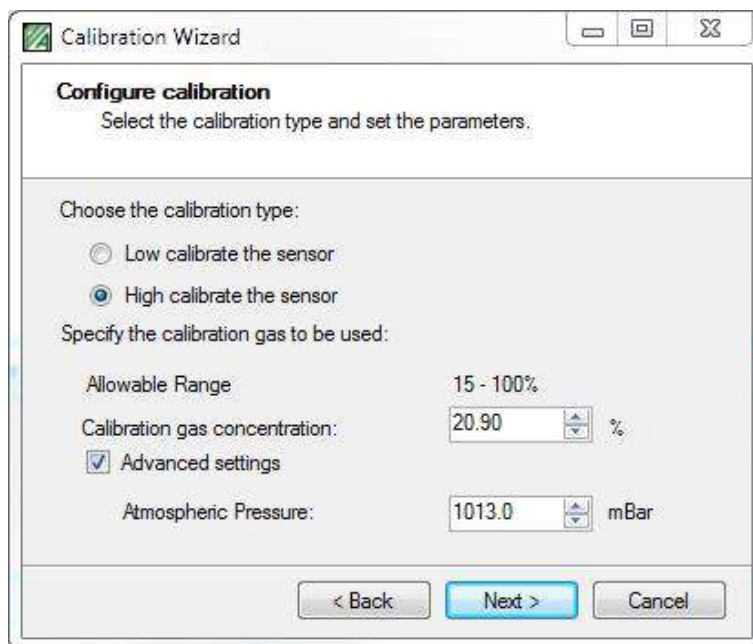 Calibration Wizard
Configure calibration
Select the calibration type and set the parameters.
Choose the calibration type:
Low calibrate the sensor
High calibrate the sensor
Specify the calibration gas to be used:
Allowable Range 15 - 100%
Calibration gas concentration: 20.90 %
Advanced settings
Atmospheric Pressure: 1013.0 mBar
< Back Next > Cancel